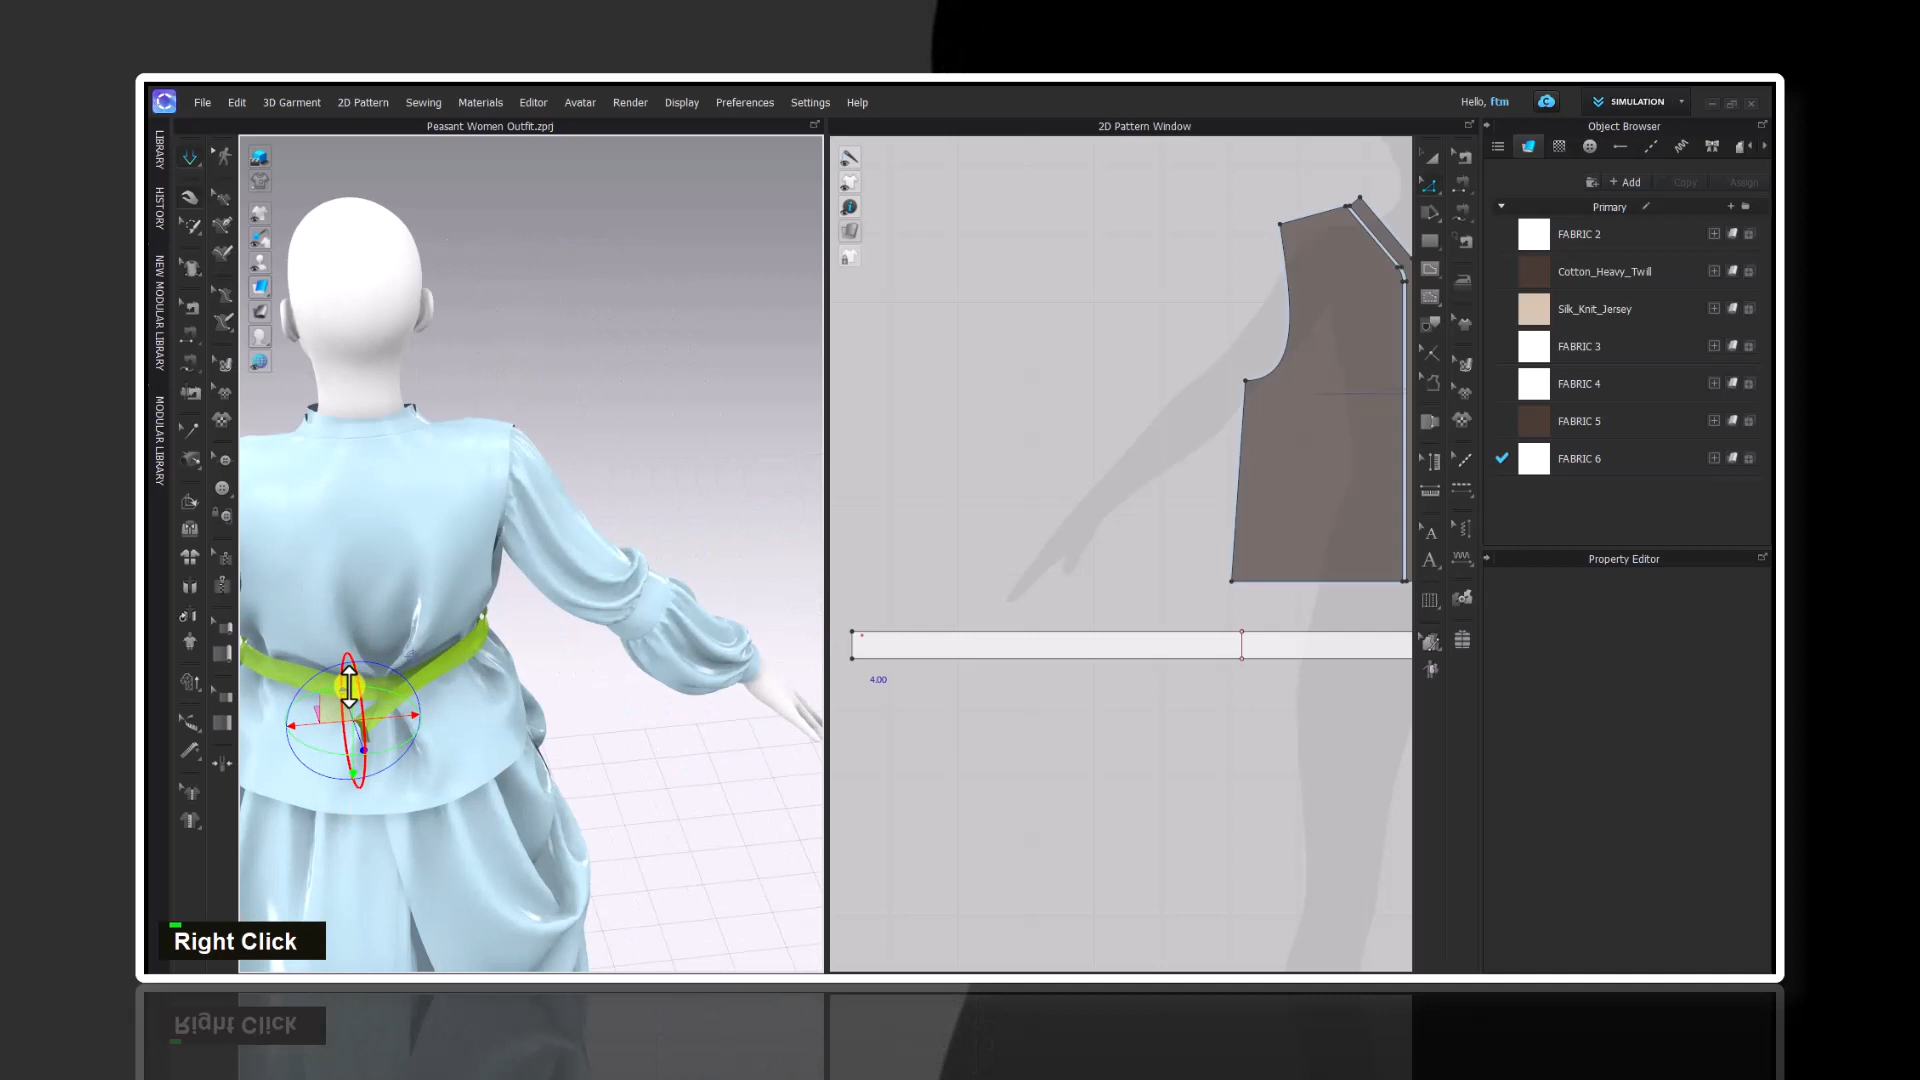 File Edit 3D Garment 2D Pattern Sewing Materials Editor Avatar Render Display Preferences Settings Help
Hello, ftm
SIMULATION
Peasant Women Outfit.zprj
2D Pattern Window
Object Browser
LIBRARY
HISTORY
NEW MODULAR LIBRARY
MODULAR LIBRARY
+ Add Copy Assign
Primary
FABRIC 2
Cotton_Heavy_Twill
Silk_Knit_Jersey
FABRIC 3
FABRIC 4
FABRIC 5
FABRIC 6
Property Editor
4.00
Right Click
Right Click